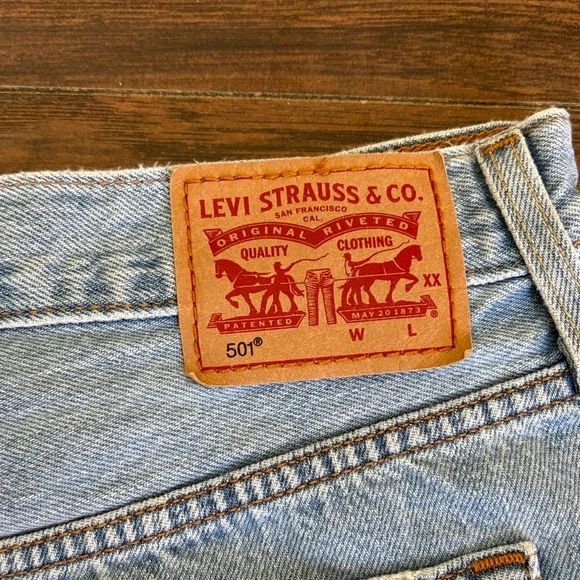 LEVI STRAUSS & CO.
SAN FRANCISCO
CAL.
ORIGINAL RIVETED
QUALITY CLOTHING
XX
PATENTED MAY 20 1873 ®
501® W L